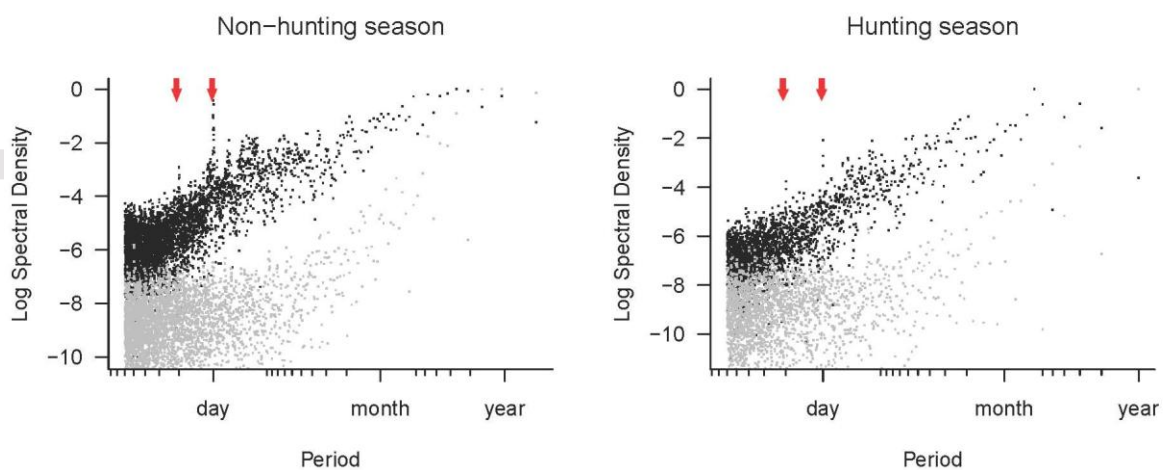 Non−hunting season
Hunting season
Log Spectral Density
0
−2
−4
−6
−8
−10
day
month
year
Period
Log Spectral Density
0
−2
−4
−6
−8
−10
day
month
year
Period